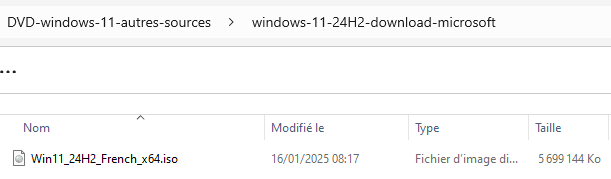 DVD-windows-11-autres-sources > windows-11-24H2-download-microsoft
...
Nom Modifié le Type Taille
Win11_24H2_French_x64.iso 16/01/2025 08:17 Fichier d'image di... 5 699 144 Ko